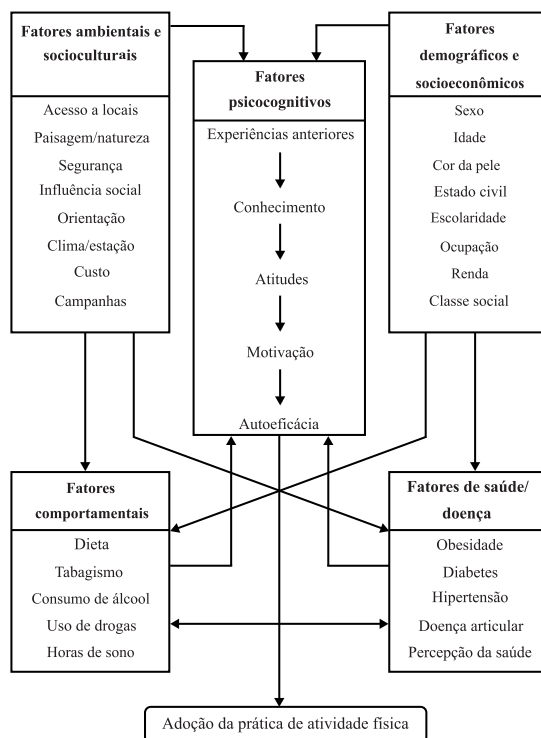 Fatores ambientais e
socioculturais
Acesso a locais
Paisagem/natureza
Segurança
Influência social
Orientação
Clima/estação
Custo
Campanhas
Fatores
psicocognitivos
Experiências anteriores
Conhecimento
Atitudes
Motivação
Autoeficácia
Fatores
demográficos e
socioeconômicos
Sexo
Idade
Cor da pele
Estado civil
Escolaridade
Ocupação
Renda
Classe social
Fatores
comportamentais
Dieta
Tabagismo
Consumo de álcool
Uso de drogas
Horas de sono
Fatores de saúde/
doença
Obesidade
Diabetes
Hipertensão
Doença articular
Percepção da saúde
Adoção da prática de atividade física